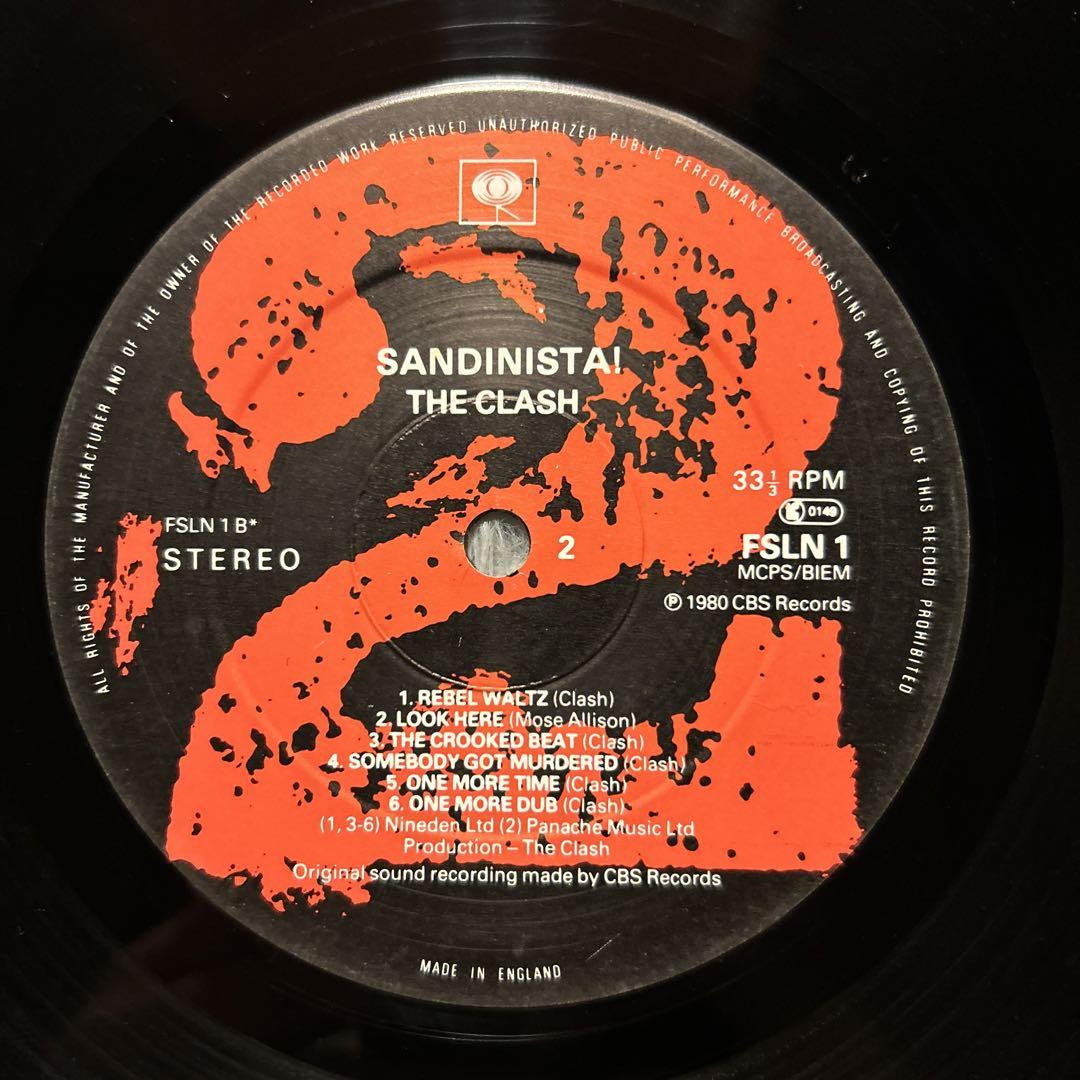 ALL RIGHTS OF THE MANUFACTURER AND OF THE OWNER OF THE RECORDED WORK RESERVED UNAUTHORIZED PUBLIC PERFORMANCE BROADCASTING AND COPYING OF THIS RECORD PROHIBITED
SANDINISTA!
THE CLASH
33⅓ RPM
0149
FSLN 1 B*
STEREO
2
FSLN 1
MCPS/BIEM
℗ 1980 CBS Records
1. REBEL WALTZ (Clash)
2. LOOK HERE (Mose Allison)
3. THE CROOKED BEAT (Clash)
4. SOMEBODY GOT MURDERED (Clash)
5. ONE MORE TIME (Clash)
6. ONE MORE DUB (Clash)
(1, 3-6) Nineden Ltd (2) Panache Music Ltd
Production – The Clash
Original sound recording made by CBS Records
MADE IN ENGLAND